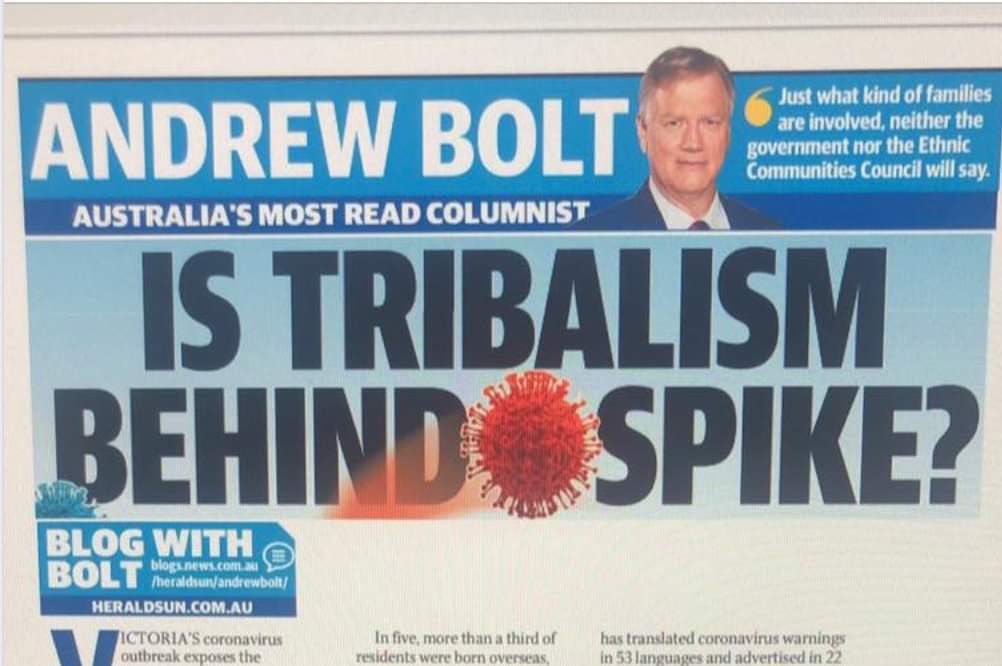 ANDREW BOLT
AUSTRALIA'S MOST READ COLUMNIST
‘Just what kind of families
are involved, neither the
government nor the Ethnic
Communities Council will say.
IS TRIBALISM
BEHIND SPIKE?
BLOG WITH
BOLT blogs.news.com.au
/heraldsun/andrewbolt/
HERALDSUN.COM.AU
VICTORIA'S coronavirus
outbreak exposes the
In five, more than a third of
residents were born overseas,
has translated coronavirus warnings
in 53 languages and advertised in 22